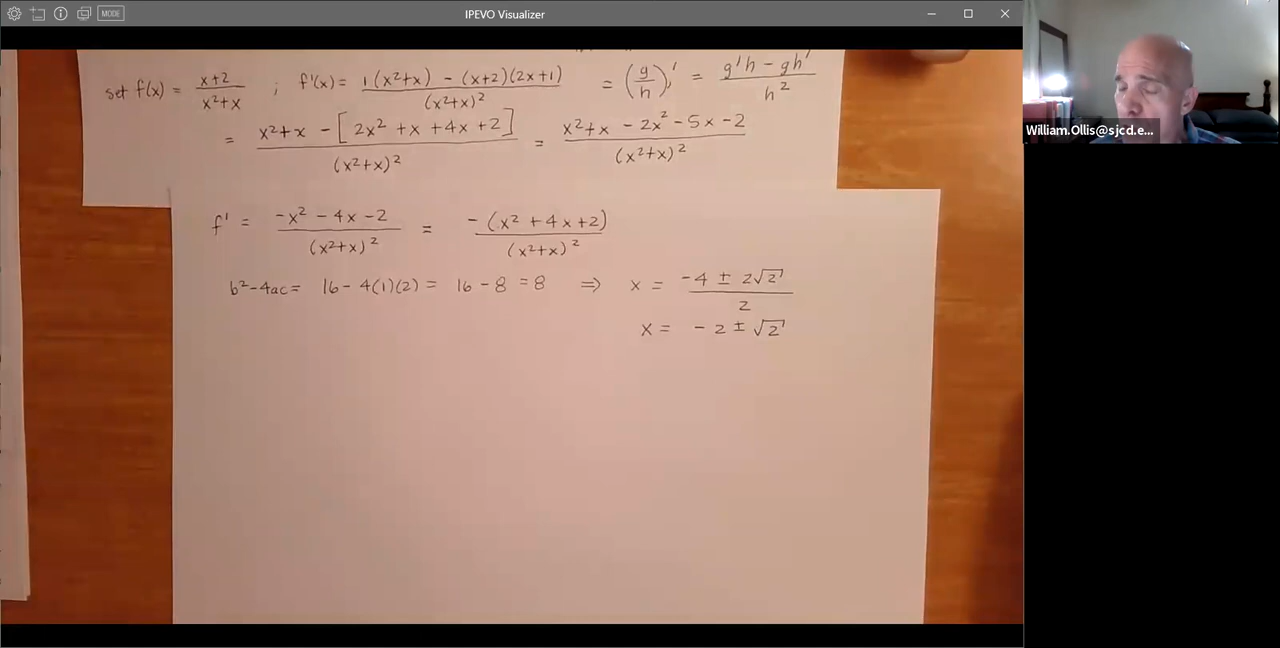 MODE
IPEVO Visualizer
set f(x) = x+2 / x²+x ; f'(x) = 1(x²+x) - (x+2)(2x+1) / (x²+x)² = (g/h)' = g'h - gh' / h²
= x²+x - [2x² + x + 4x + 2] / (x²+x)² = x²+x - 2x² - 5x - 2 / (x²+x)²
f' = -x² - 4x - 2 / (x²+x)² = -(x² + 4x + 2) / (x²+x)²
b²-4ac = 16 - 4(1)(2) = 16 - 8 = 8 ⇒ x = -4 ± 2√2 / 2
x = -2 ± √2
William.Ollis@sjcd.e...